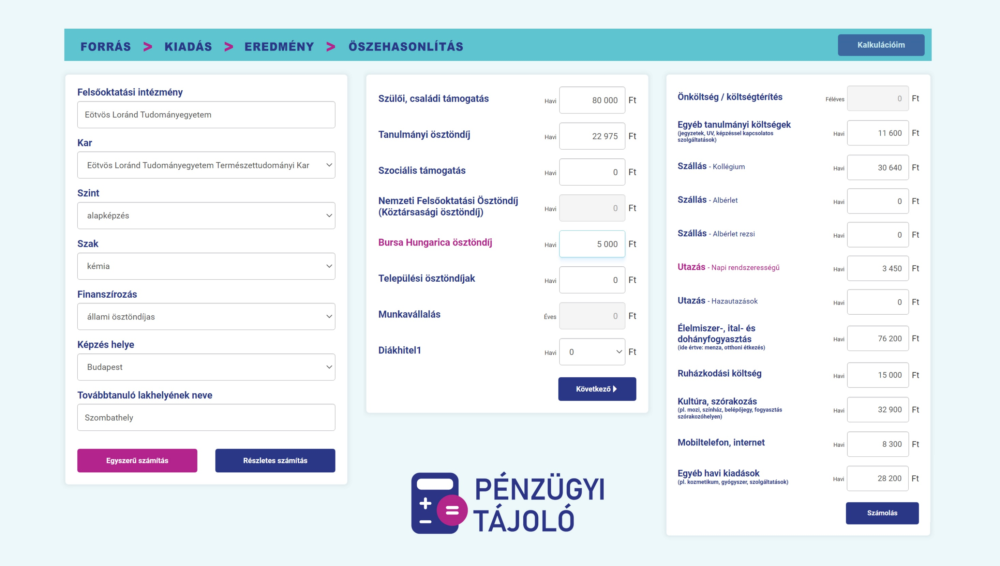 FORRÁS > KIADÁS > EREDMÉNY > ÖSZEHASONLÍTÁS
Kalkulációim
Felsőoktatási intézmény
Eötvös Loránd Tudományegyetem
Kar
Eötvös Loránd Tudományegyetem Természettudományi Kar
Szint
alapképzés
Szak
kémia
Finanszírozás
állami ösztöndíjas
Képzés helye
Budapest
Továbbtanuló lakhelyének neve
Szombathely
Egyszerű számítás
Részletes számítás
Szülői, családi támogatás Havi 80 000 Ft
Tanulmányi ösztöndíj Havi 22 975 Ft
Szociális támogatás Havi 0 Ft
Nemzeti Felsőoktatási Ösztöndíj
(Köztársasági ösztöndíj) Havi 0 Ft
Bursa Hungarica ösztöndíj Havi 5 000 Ft
Települési ösztöndíjak Havi 0 Ft
Munkavállalás Éves 0 Ft
Diákhitel1 Havi 0 Ft
Következő
+ = −
PÉNZÜGYI
TÁJOLÓ
Önköltség / költségtérítés Féléves 0 Ft
Egyéb tanulmányi költségek
(jegyzetek, UV, képzéssel kapcsolatos Havi 11 600 Ft
szolgáltatások)
Szállás - Kollégium Havi 30 640 Ft
Szállás - Albérlet Havi 0 Ft
Szállás - Albérlet rezsi Havi 0 Ft
Utazás - Napi rendszerességű Havi 3 450 Ft
Utazás - Hazautazások Havi 0 Ft
Élelmiszer-, ital- és
dohányfogyasztás Havi 76 200 Ft
(ide értve: menza, otthoni étkezés)
Ruházkodási költség Havi 15 000 Ft
Kultúra, szórakozás
(pl. mozi, színház, belépőjegy, fogyasztás Havi 32 900 Ft
szórakozóhelyen)
Mobiltelefon, internet Havi 8 300 Ft
Egyéb havi kiadások Havi 28 200 Ft
(pl. kozmetikum, gyógyszer, szolgáltatások)
Számolás